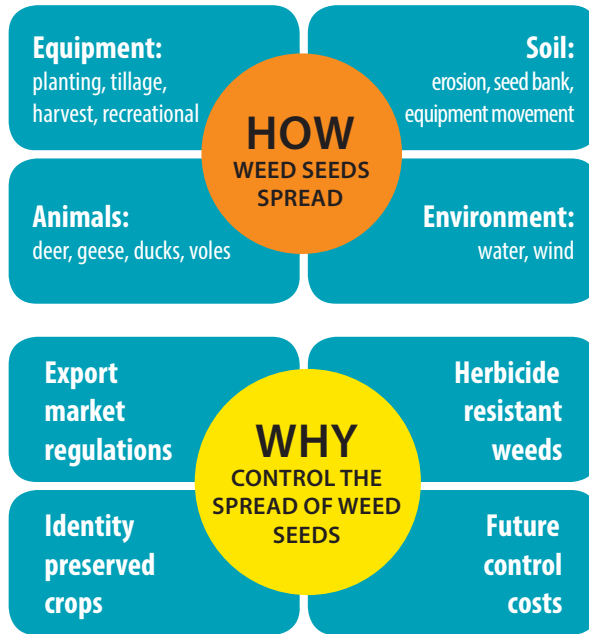 Equipment:
planting, tillage,
harvest, recreational
Soil:
erosion, seed bank,
equipment movement
HOW
WEED SEEDS
SPREAD
Animals:
deer, geese, ducks, voles
Environment:
water, wind
Export
market
regulations
Herbicide
resistant
weeds
WHY
CONTROL THE
SPREAD OF WEED
SEEDS
Identity
preserved
crops
Future
control
costs